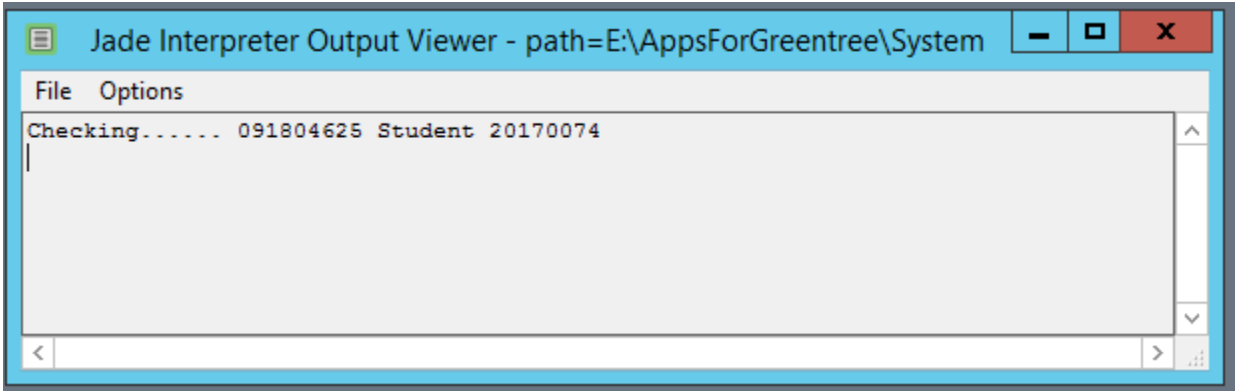 Jade Interpreter Output Viewer - path=E:\AppsForGreentree\System
File Options
Checking...... 091804625 Student 20170074